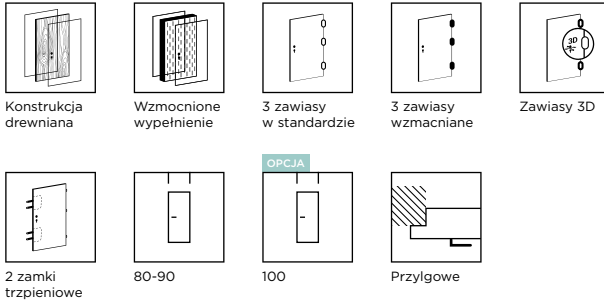 Konstrukcja
drewniana
Wzmocnione
wypełnienie
3 zawiasy
w standardzie
3 zawiasy
wzmacniane
3D
Zawiasy 3D
2 zamki
trzpieniowe
80-90
OPCJA
100
Przylgowe